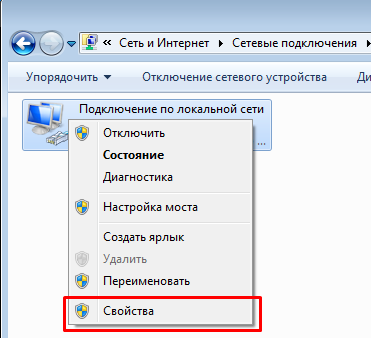 « Сеть и Интернет ▸ Сетевые подключения ▸
Упорядочить ▾ Отключение сетевого устройства Ди
Подключение по локальной сети
Отключить
...
Состояние
Диагностика
Настройка моста
Создать ярлык
Удалить
Переименовать
Свойства